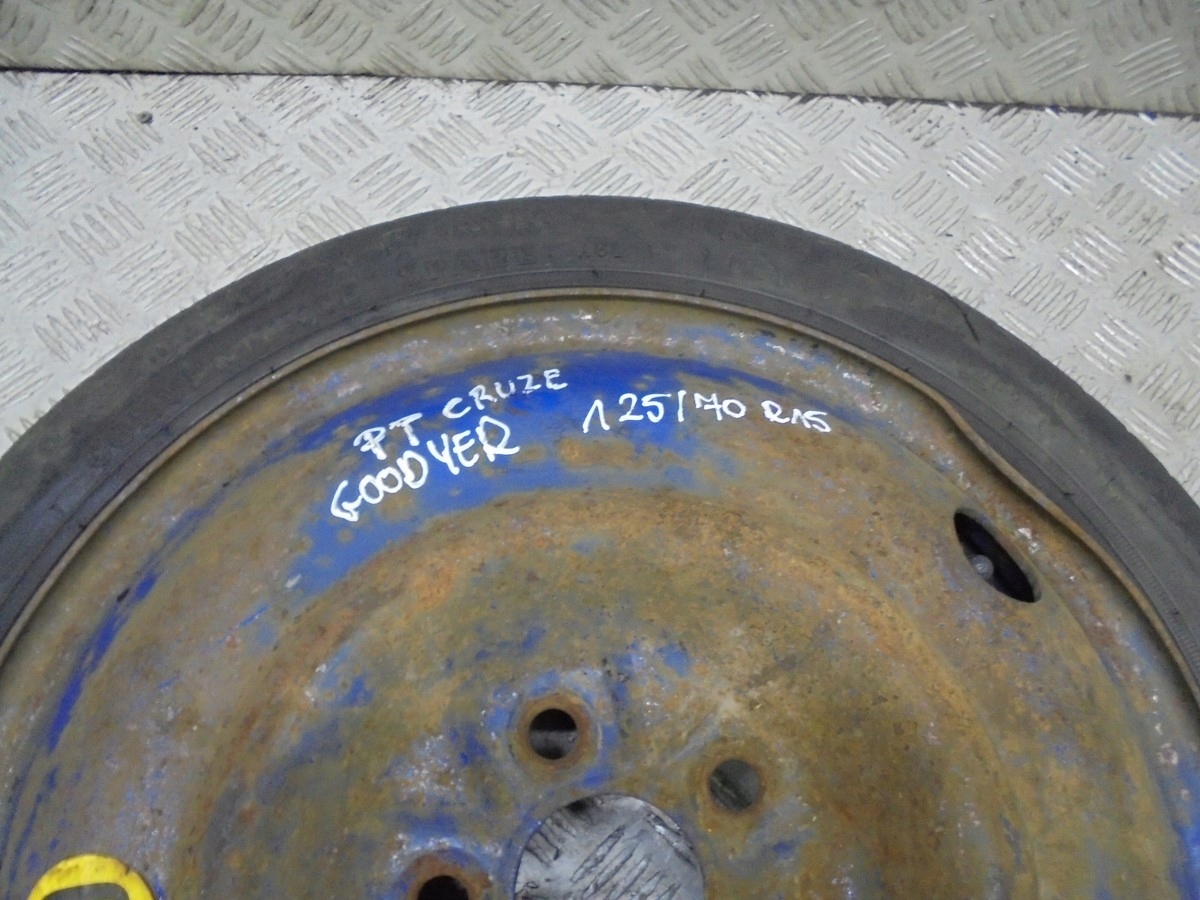 PT CRUZE
GOODYER
125/70 R15